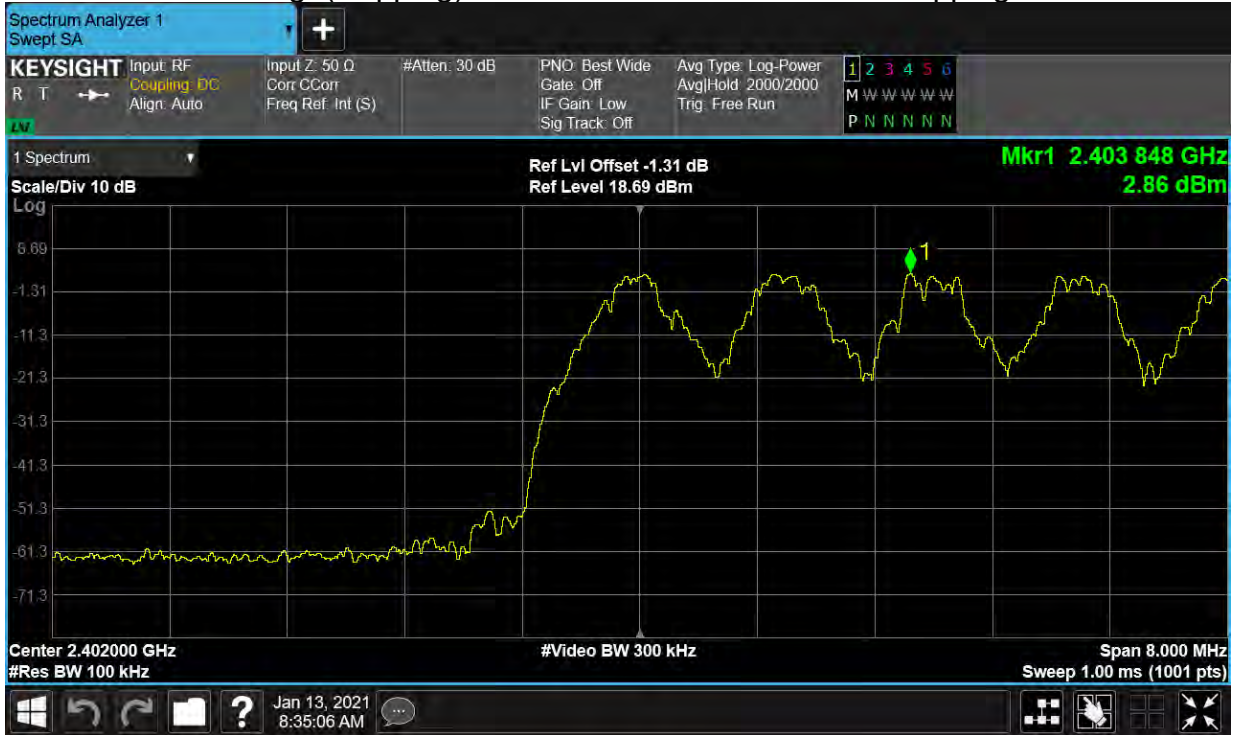 Spectrum Analyzer 1
Swept SA
KEYSIGHT Input: RF Input Z: 50 Ω #Atten: 30 dB PNO: Best Wide Avg Type: Log-Power 1 2 3 4 5 6
R T Coupling: DC Corr CCorr Gate: Off Avg|Hold: 2000/2000 M W W W W W
Align: Auto Freq Ref: Int (S) IF Gain: Low Trig: Free Run P N N N N N
LXI Sig Track: Off
1 Spectrum
Ref Lvl Offset -1.31 dB Mkr1 2.403 848 GHz
Scale/Div 10 dB Ref Level 18.69 dBm 2.86 dBm
Log
8.69
1
-1.31
-11.3
-21.3
-31.3
-41.3
-51.3
-61.3
-71.3
Center 2.402000 GHz #Video BW 300 kHz Span 8.000 MHz
#Res BW 100 kHz Sweep 1.00 ms (1001 pts)
Jan 13, 2021
8:35:06 AM